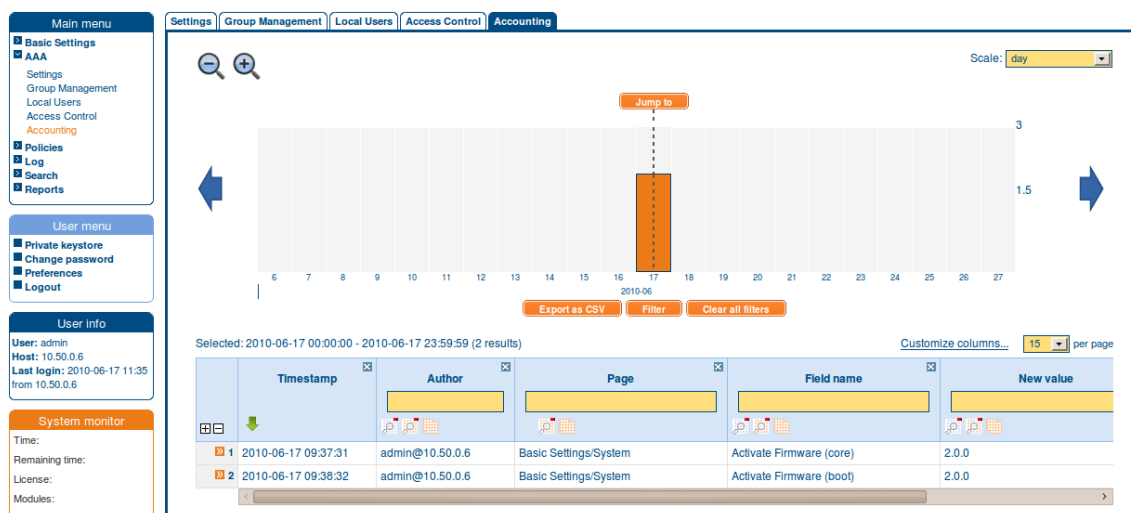 Main menu
Basic Settings
AAA
Settings
Group Management
Local Users
Access Control
Accounting
Policies
Log
Search
Reports
User menu
Private keystore
Change password
Preferences
Logout
User info
User: admin
Host: 10.50.0.6
Last login: 2010-06-17 11:35
from 10.50.0.6
System monitor
Time:
Remaining time:
License:
Modules:
Settings Group Management Local Users Access Control Accounting
Scale: day
Jump to
3
1.5
6 7 8 9 10 11 12 13 14 15 16 17 18 19 20 21 22 23 24 25 26 27
2010-06
Export as CSV Filter Clear all filters
Selected: 2010-06-17 00:00:00 - 2010-06-17 23:59:59 (2 results) Customize columns... 15 per page
Timestamp Author Page Field name New value
1 2010-06-17 09:37:31 admin@10.50.0.6 Basic Settings/System Activate Firmware (core) 2.0.0
2 2010-06-17 09:38:32 admin@10.50.0.6 Basic Settings/System Activate Firmware (boot) 2.0.0